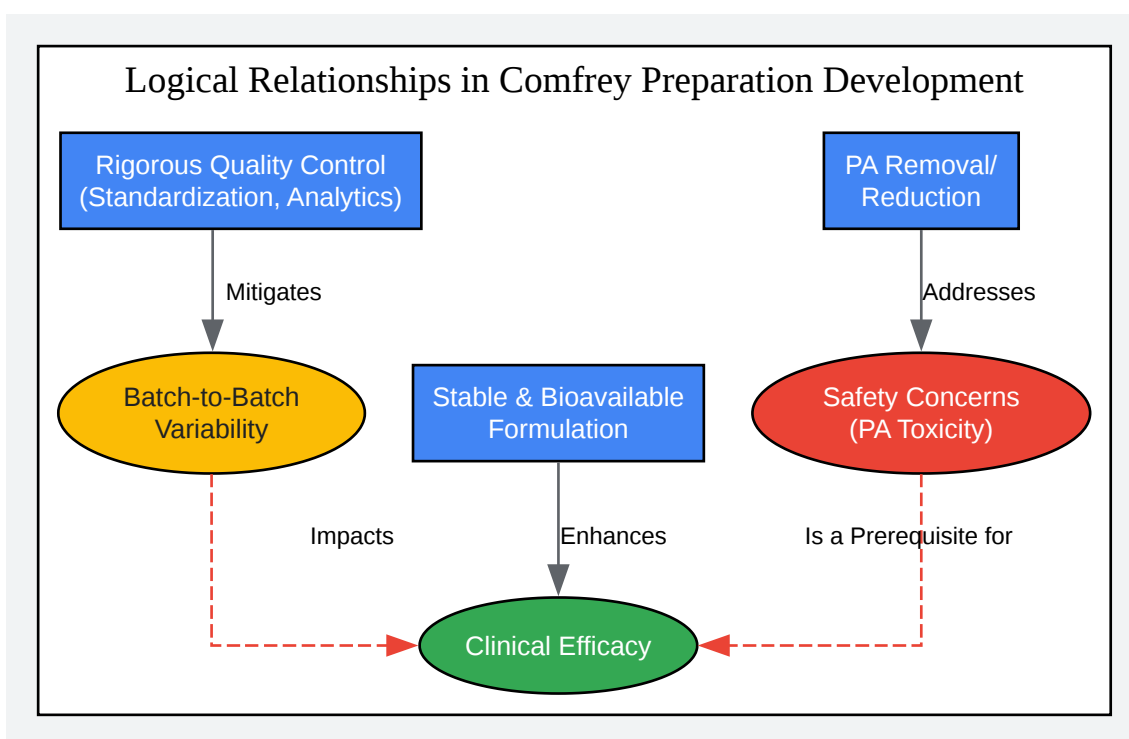 Logical Relationships in Comfrey Preparation Development
Rigorous Quality Control
(Standardization, Analytics)
PA Removal/
Reduction
Mitigates
Addresses
Batch-to-Batch
Variability
Stable & Bioavailable
Formulation
Safety Concerns
(PA Toxicity)
Impacts
Enhances
Is a Prerequisite for
Clinical Efficacy